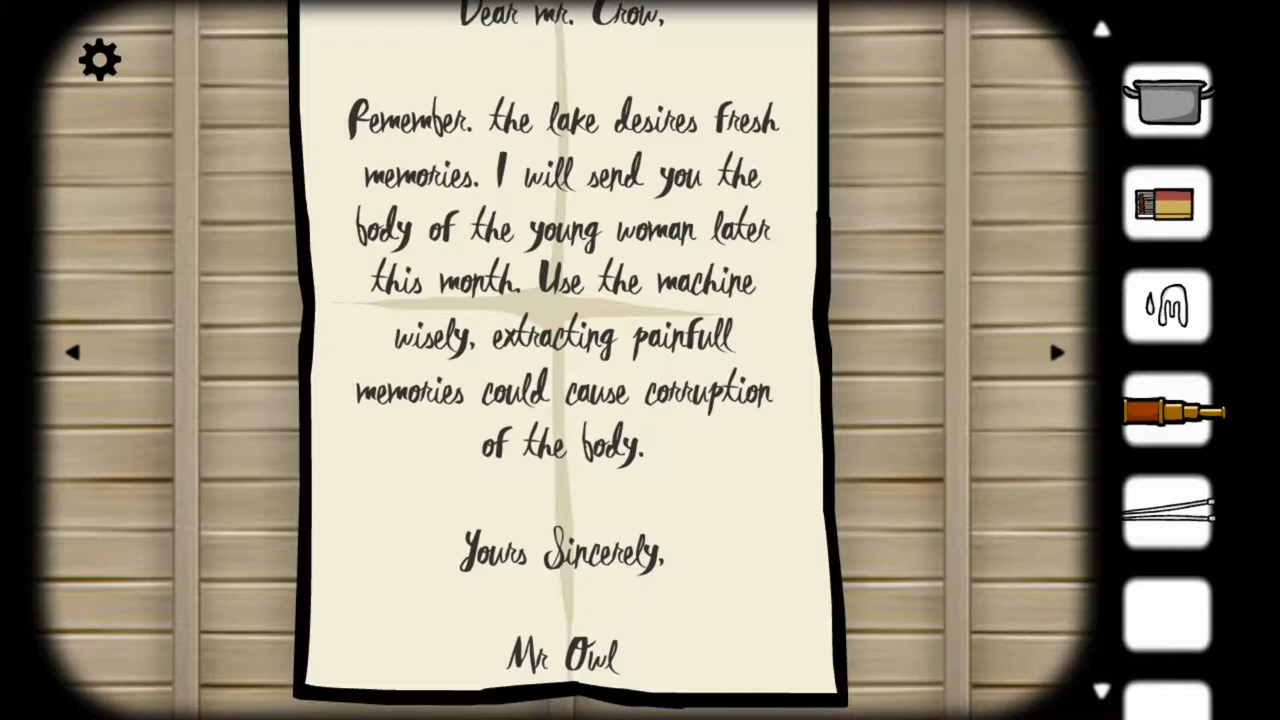 Dear mr. Crow,
Remember. the lake desires fresh
memories. I will send you the
body of the young woman later
this month. Use the machine
wisely, extracting painfull
memories could cause corruption
of the body.
Yours Sincerely,
Mr Owl